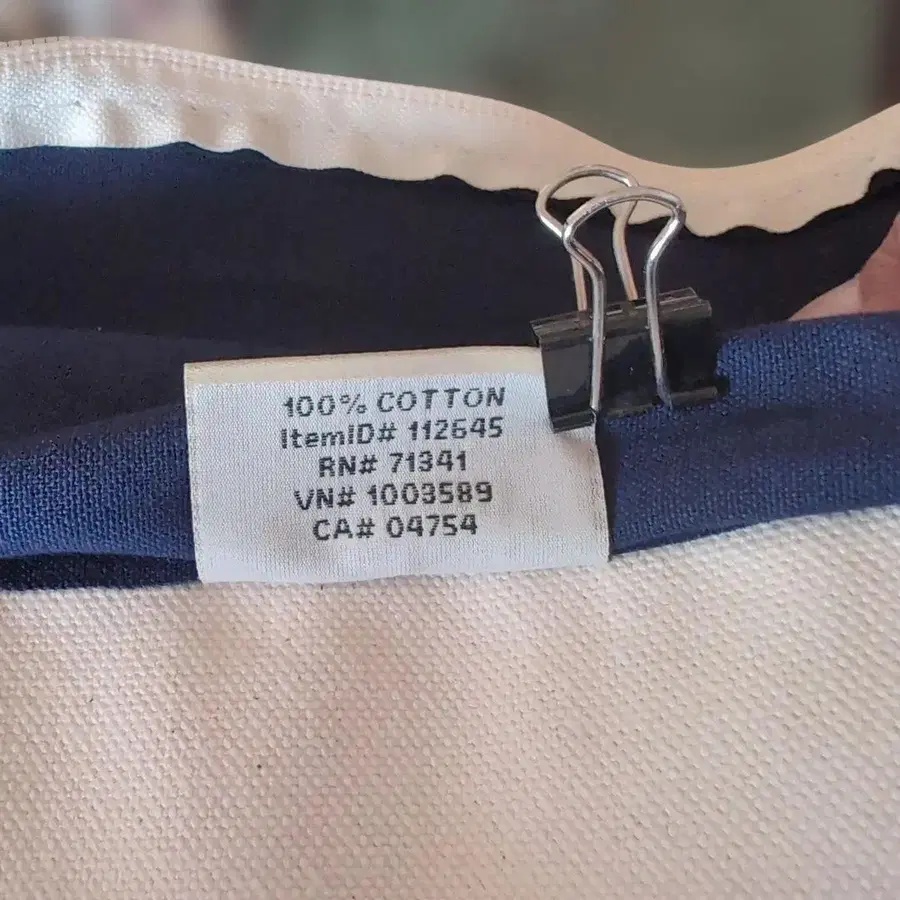 100% COTTON
ItemID# 112645
RN# 71341
VN# 1003589
CA# 04754